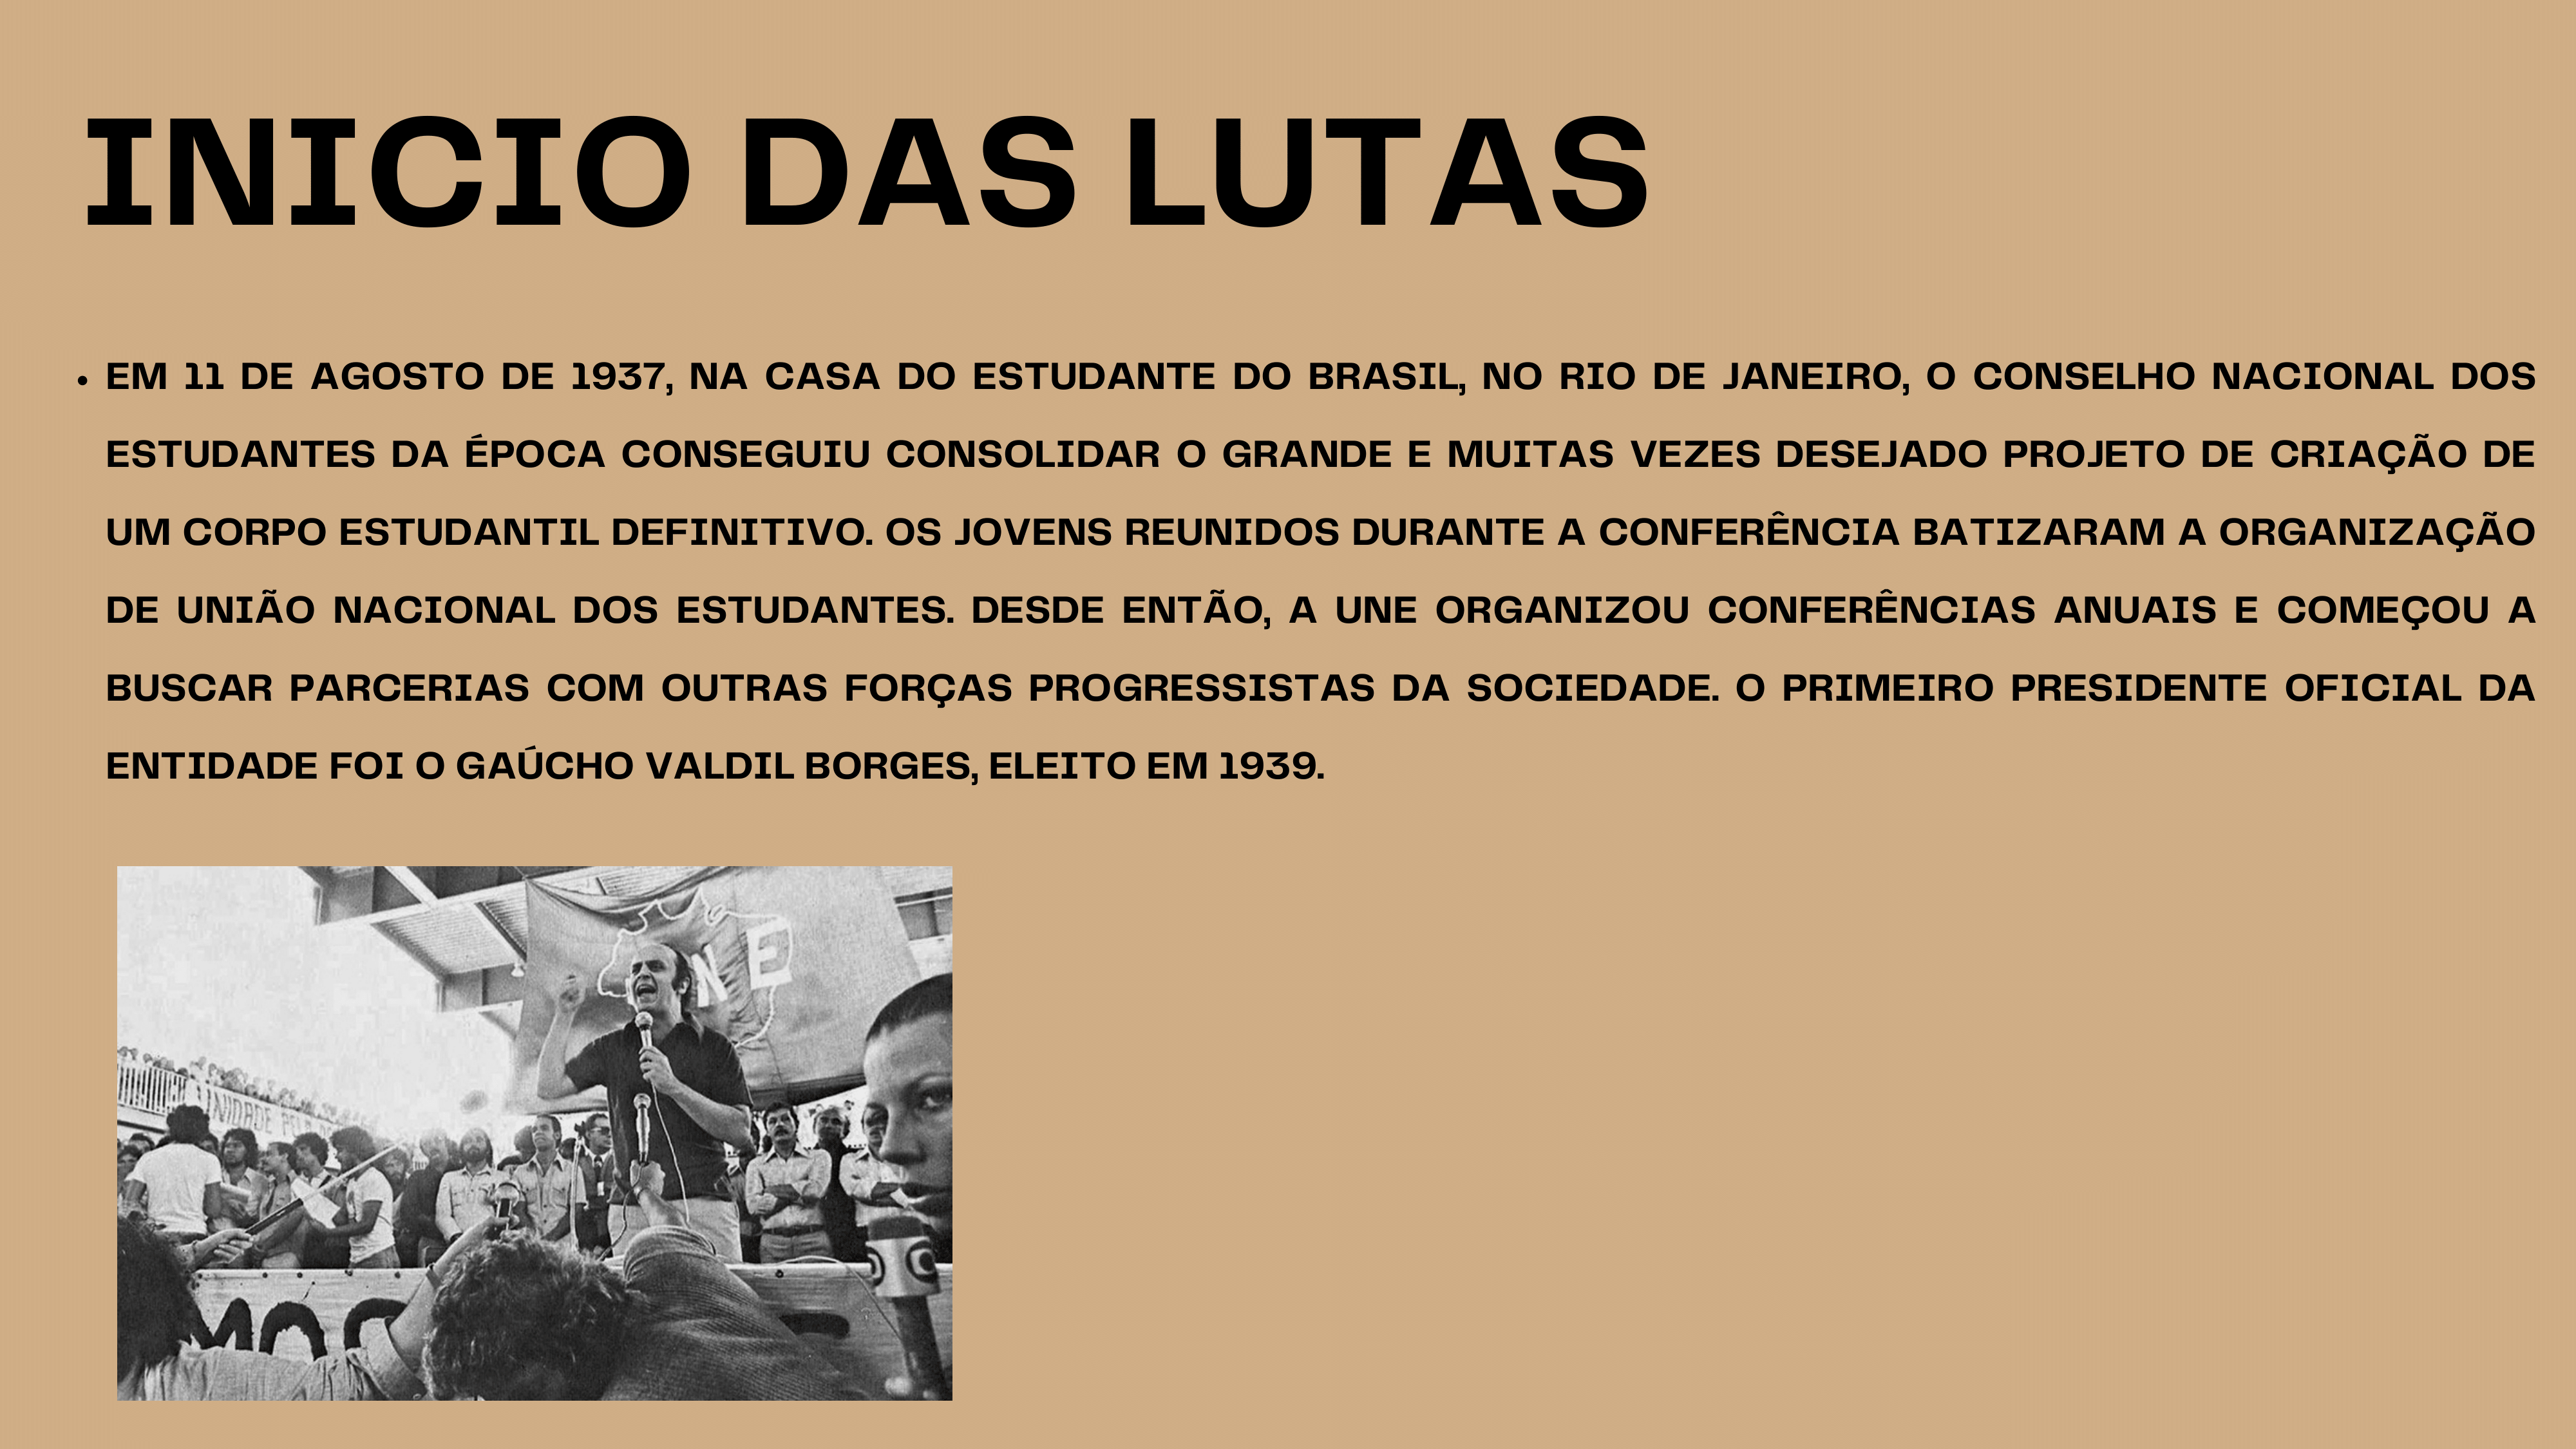 INICIO DAS LUTAS
• EM 11 DE AGOSTO DE 1937, NA CASA DO ESTUDANTE DO BRASIL, NO RIO DE JANEIRO, O CONSELHO NACIONAL DOS
ESTUDANTES DA ÉPOCA CONSEGUIU CONSOLIDAR O GRANDE E MUITAS VEZES DESEJADO PROJETO DE CRIAÇÃO DE
UM CORPO ESTUDANTIL DEFINITIVO. OS JOVENS REUNIDOS DURANTE A CONFERÊNCIA BATIZARAM A ORGANIZAÇÃO
DE UNIÃO NACIONAL DOS ESTUDANTES. DESDE ENTÃO, A UNE ORGANIZOU CONFERÊNCIAS ANUAIS E COMEÇOU A
BUSCAR PARCERIAS COM OUTRAS FORÇAS PROGRESSISTAS DA SOCIEDADE. O PRIMEIRO PRESIDENTE OFICIAL DA
ENTIDADE FOI O GAÚCHO VALDIL BORGES, ELEITO EM 1939.
NE
UNIDADE